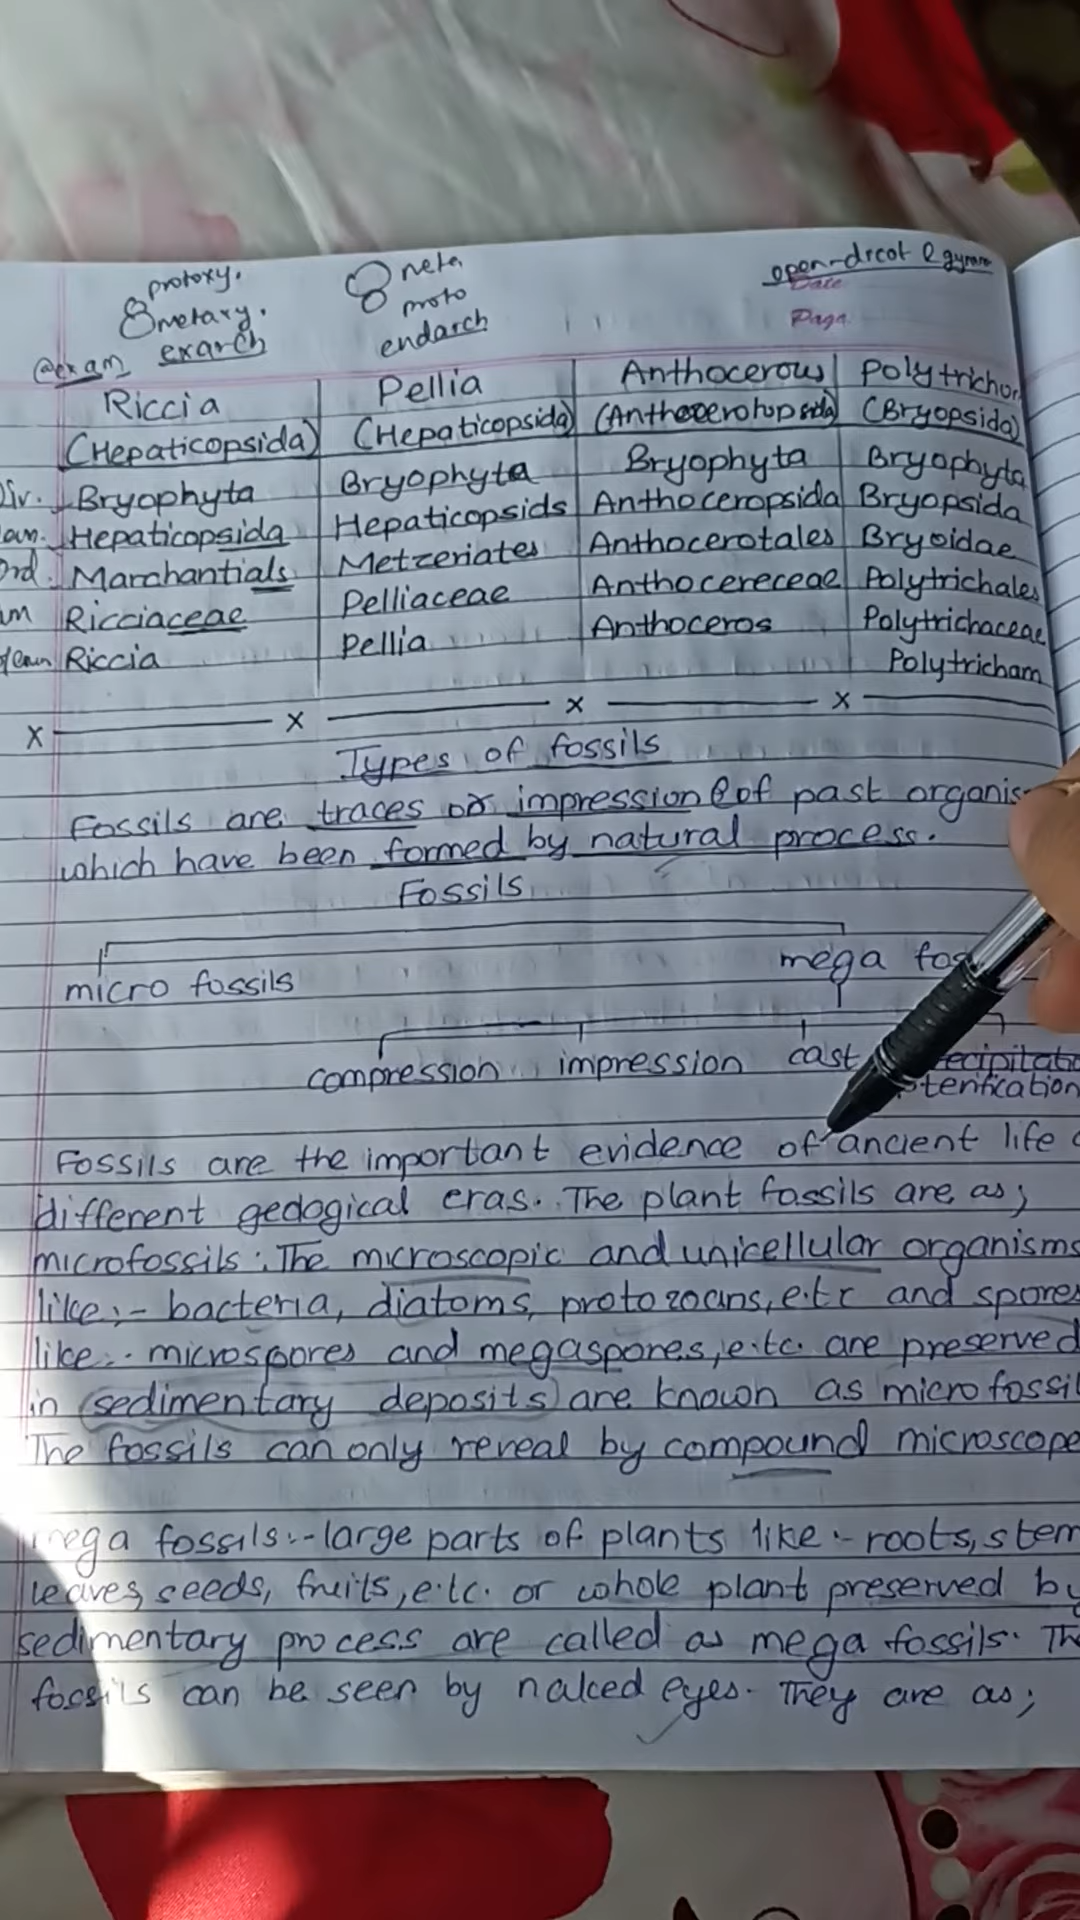 protoxy.
metaxy.
exarch
meta
proto
endarch
open-dicot & gymno
Date
Page
@exam
Riccia Pellia Anthocerous Polytrichon
(Hepaticopsida) (Hepaticopsida) (Anthocerotopsida) (Bryopsida)
Div. Bryophyta Bryophyta Bryophyta Bryophyta
Hepaticopsida Hepaticopsids Anthoceropsida Bryopsida
Ord. Marchantials Metzeriates Anthocerotales Bryoidae
Ricciaceae Pelliaceae Anthocereceae Polytrichales
Riccia Pellia Anthoceros Polytrichaceae
Polytricham
x x x x
Types of fossils
Fossils are traces or impression of past organis
which have been formed by natural process.
Fossils
micro fossils mega fos
compression impression cast ecipitatio
terification
Fossils are the important evidence of ancient life
different geological eras. The plant fossils are as;
microfossils: The microscopic and unicellular organisms
like:- bacteria, diatoms, protozoans, e.t.c and spores
like:- microspores and megaspores, e.tc. are preserved
in sedimentary deposits are known as micro fossil
The fossils can only reveal by compound microscope
mega fossils:- large parts of plants like:- roots, stem
leaves, seeds, fruits, e.tc. or whole plant preserved by
sedimentary process are called as mega fossils. The
fossils can be seen by naked eyes. They are as;